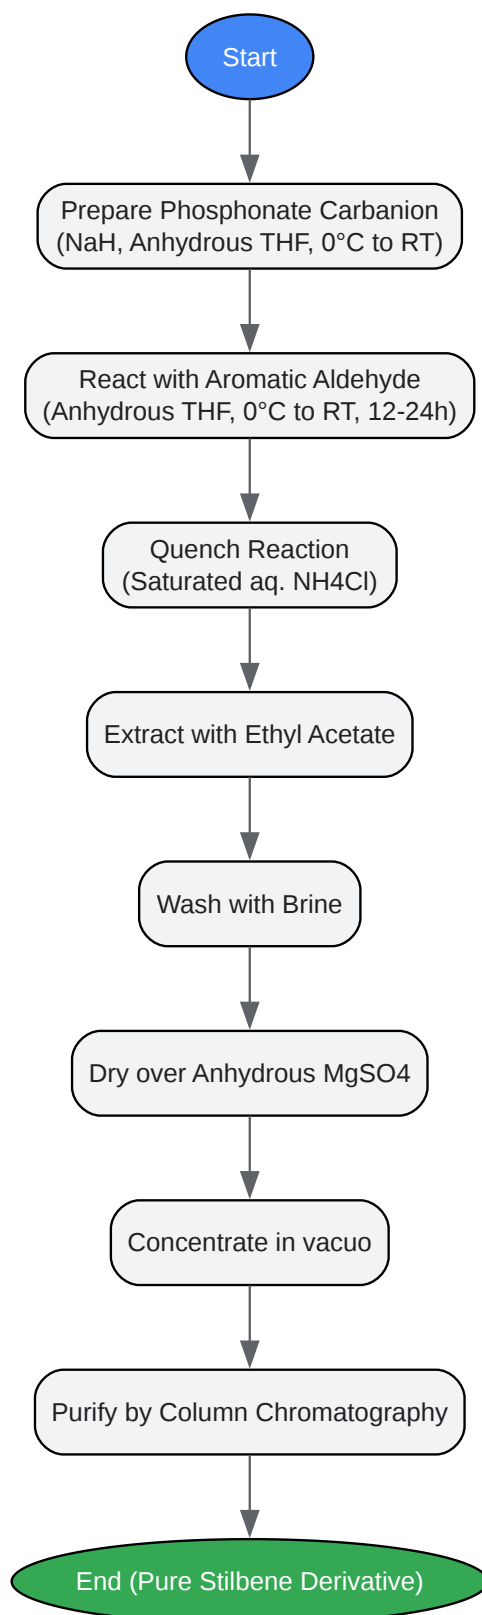 Start
Prepare Phosphonate Carbanion
(NaH, Anhydrous THF, 0°C to RT)
React with Aromatic Aldehyde
(Anhydrous THF, 0°C to RT, 12-24h)
Quench Reaction
(Saturated aq. NH4Cl)
Extract with Ethyl Acetate
Wash with Brine
Dry over Anhydrous MgSO4
Concentrate in vacuo
Purify by Column Chromatography
End (Pure Stilbene Derivative)